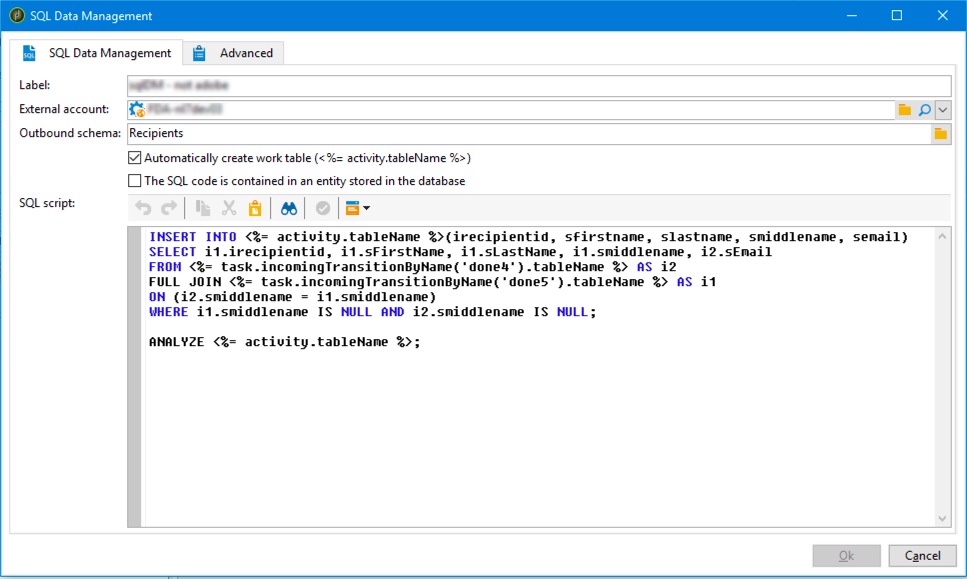 SQL Data Management
SQL Data Management
Advanced
Label:
External account:
Outbound schema: Recipients
Automatically create work table (<%= activity.tableName %>)
The SQL code is contained in an entity stored in the database
SQL script:
INSERT INTO <%= activity.tableName %>(irecipientid, sfirstname, slastname, smiddlename, semail)
SELECT i1.irecipientid, i1.sFirstName, i1.sLastName, i1.smiddlename, i2.sEmail
FROM <%= task.incomingTransitionByName('done4').tableName %> AS i2
FULL JOIN <%= task.incomingTransitionByName('done5').tableName %> AS i1
ON (i2.smiddlename = i1.smiddlename)
WHERE i1.smiddlename IS NULL AND i2.smiddlename IS NULL;
ANALYZE <%= activity.tableName %>;
Ok
Cancel